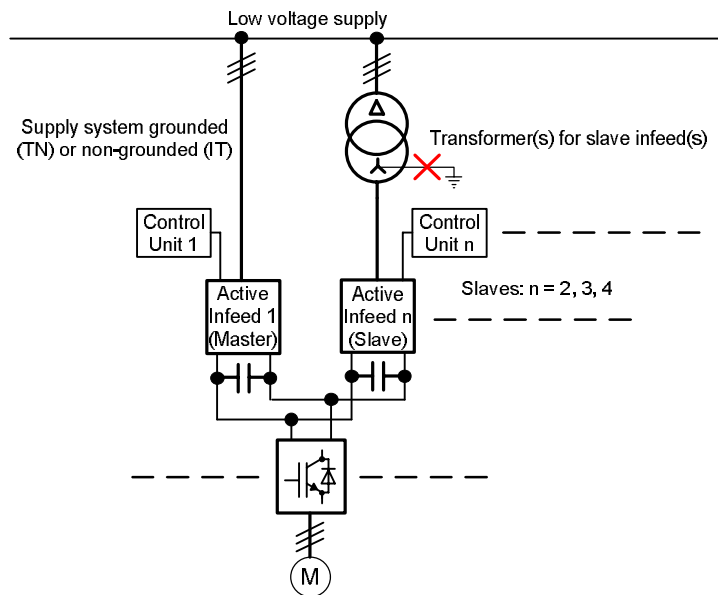 Low voltage supply
Supply system grounded
(TN) or non-grounded (IT)
Transformer(s) for slave infeed(s)
Control
Unit 1
Control
Unit n
Active
Infeed 1
(Master)
Active
Infeed n
(Slave)
Slaves: n = 2, 3, 4
M